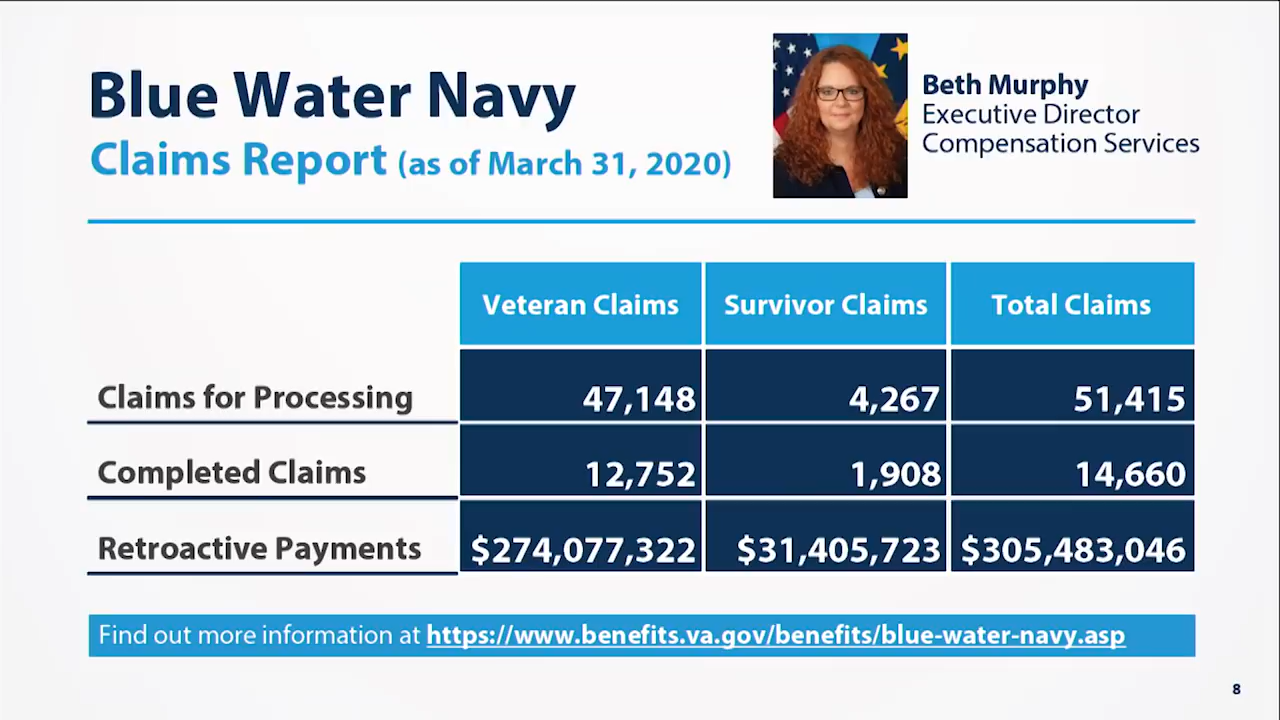 Blue Water Navy
Claims Report (as of March 31, 2020)
Beth Murphy
Executive Director
Compensation Services
Veteran Claims Survivor Claims Total Claims
Claims for Processing 47,148 4,267 51,415
Completed Claims 12,752 1,908 14,660
Retroactive Payments $274,077,322 $31,405,723 $305,483,046
Find out more information at https://www.benefits.va.gov/benefits/blue-water-navy.asp
8